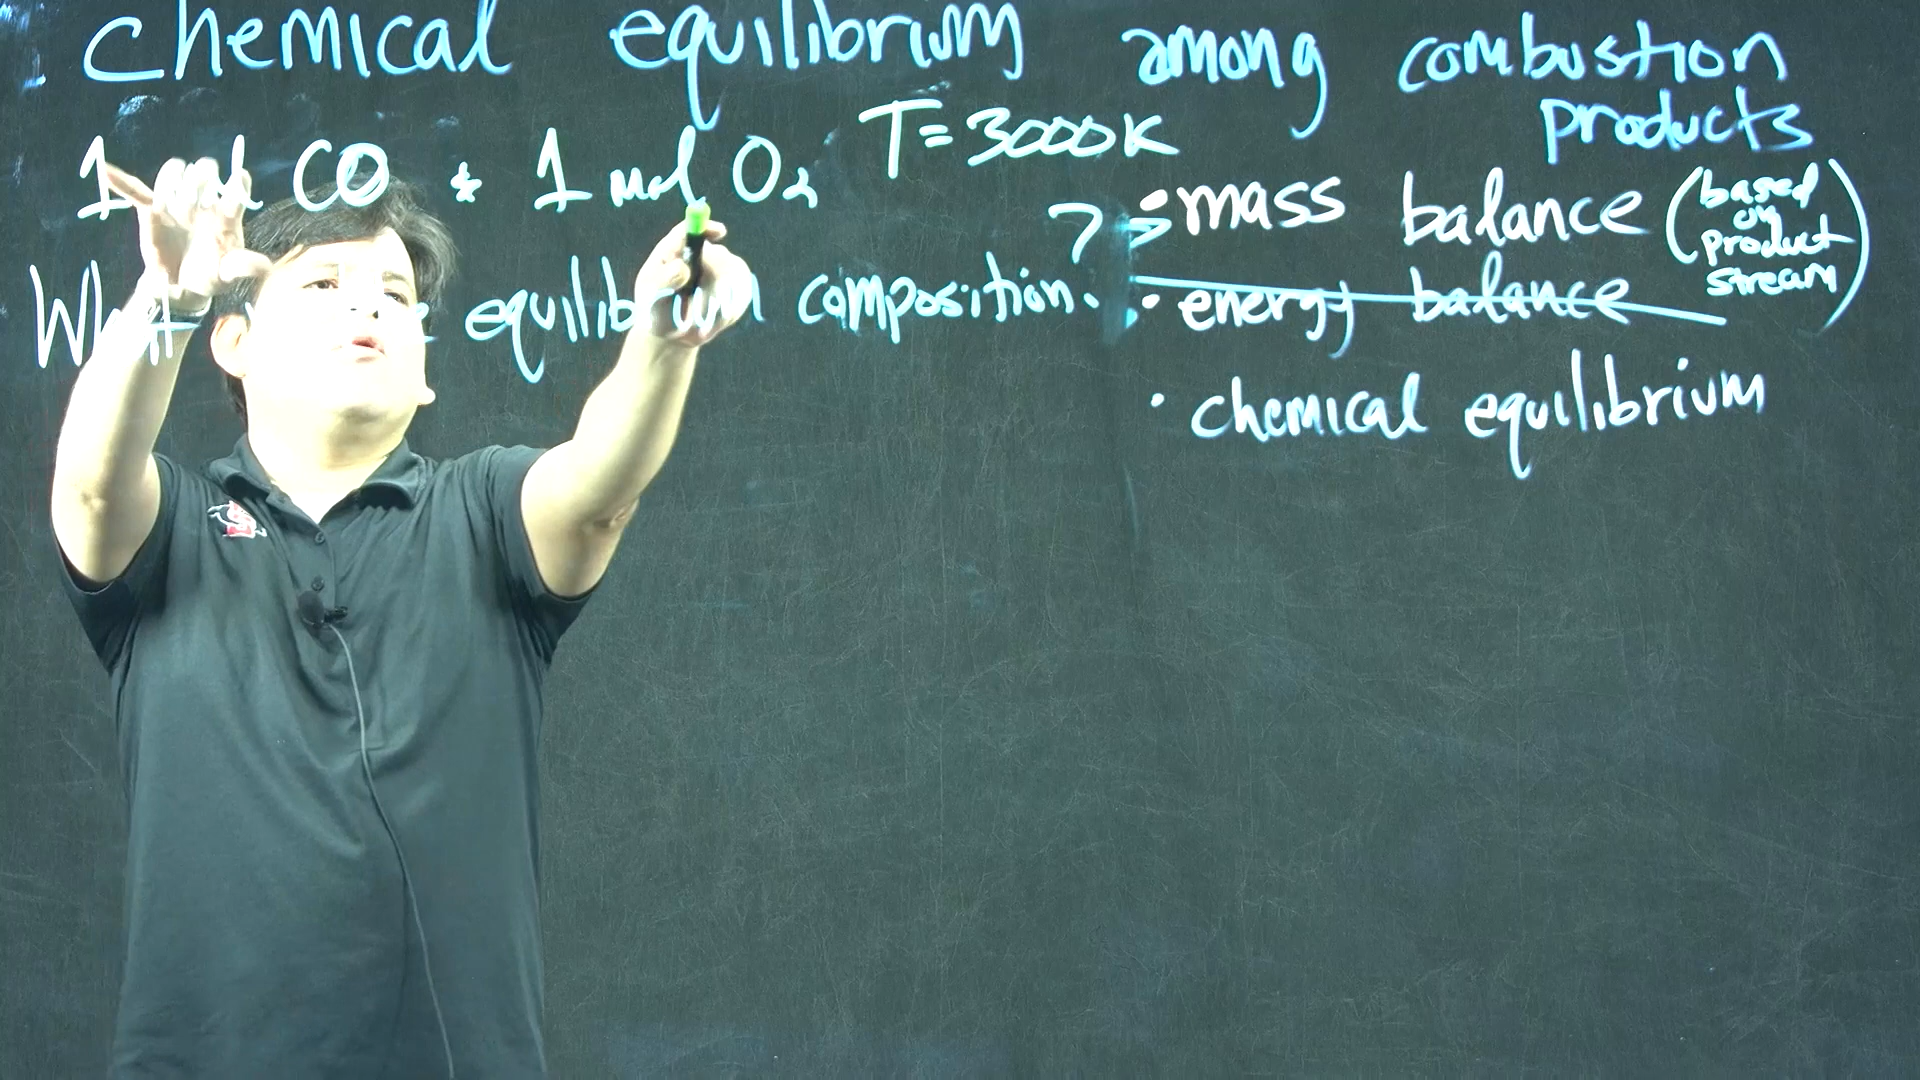 chemical equilibrium among combustion
products
1 mol CO & 1 mol O2 T=3000K
What equilibrium composition.
?
• mass balance (based on product stream)
• energy balance
• chemical equilibrium